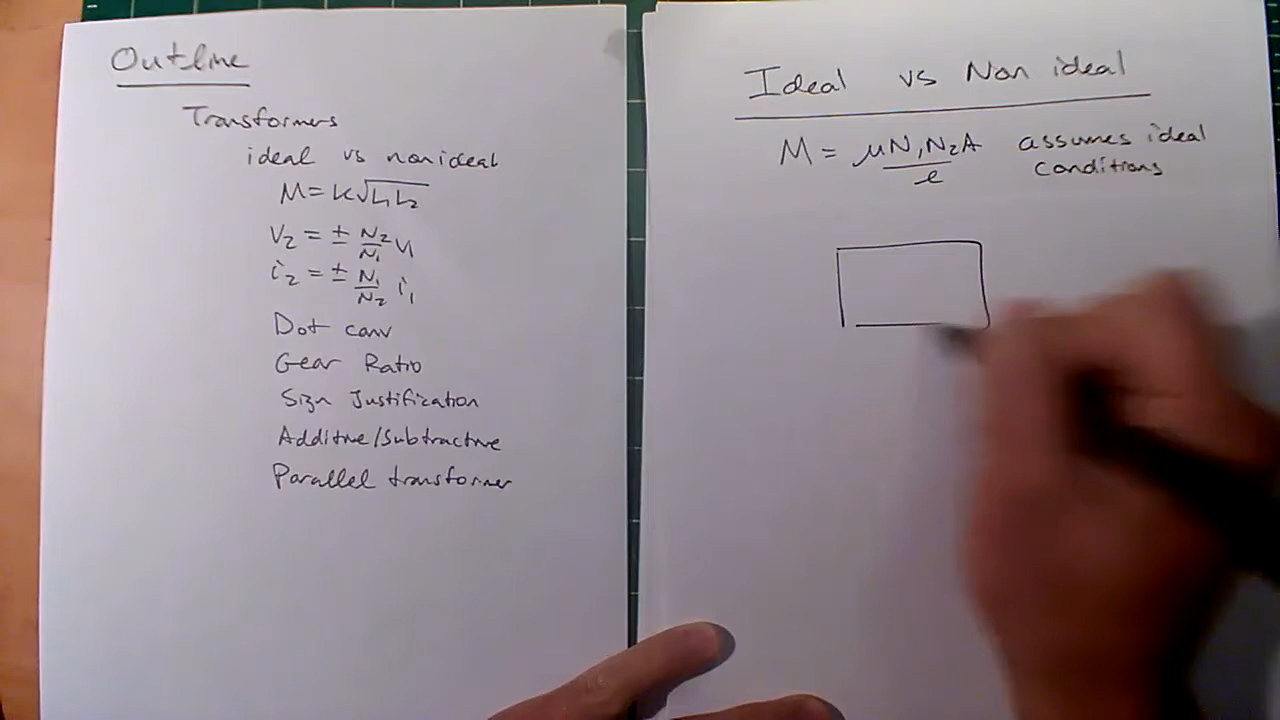 Outline
Transformers
ideal vs nonideal
M = k√L₁L₂
V₂ = ± N₂/N₁ V₁
i₂ = ± N₁/N₂ i₁
Dot conv
Gear Ratio
Sign Justification
Additive/Subtractive
Parallel transformer
Ideal vs Non ideal
M = μN₁N₂A/ℓ assumes ideal
conditions